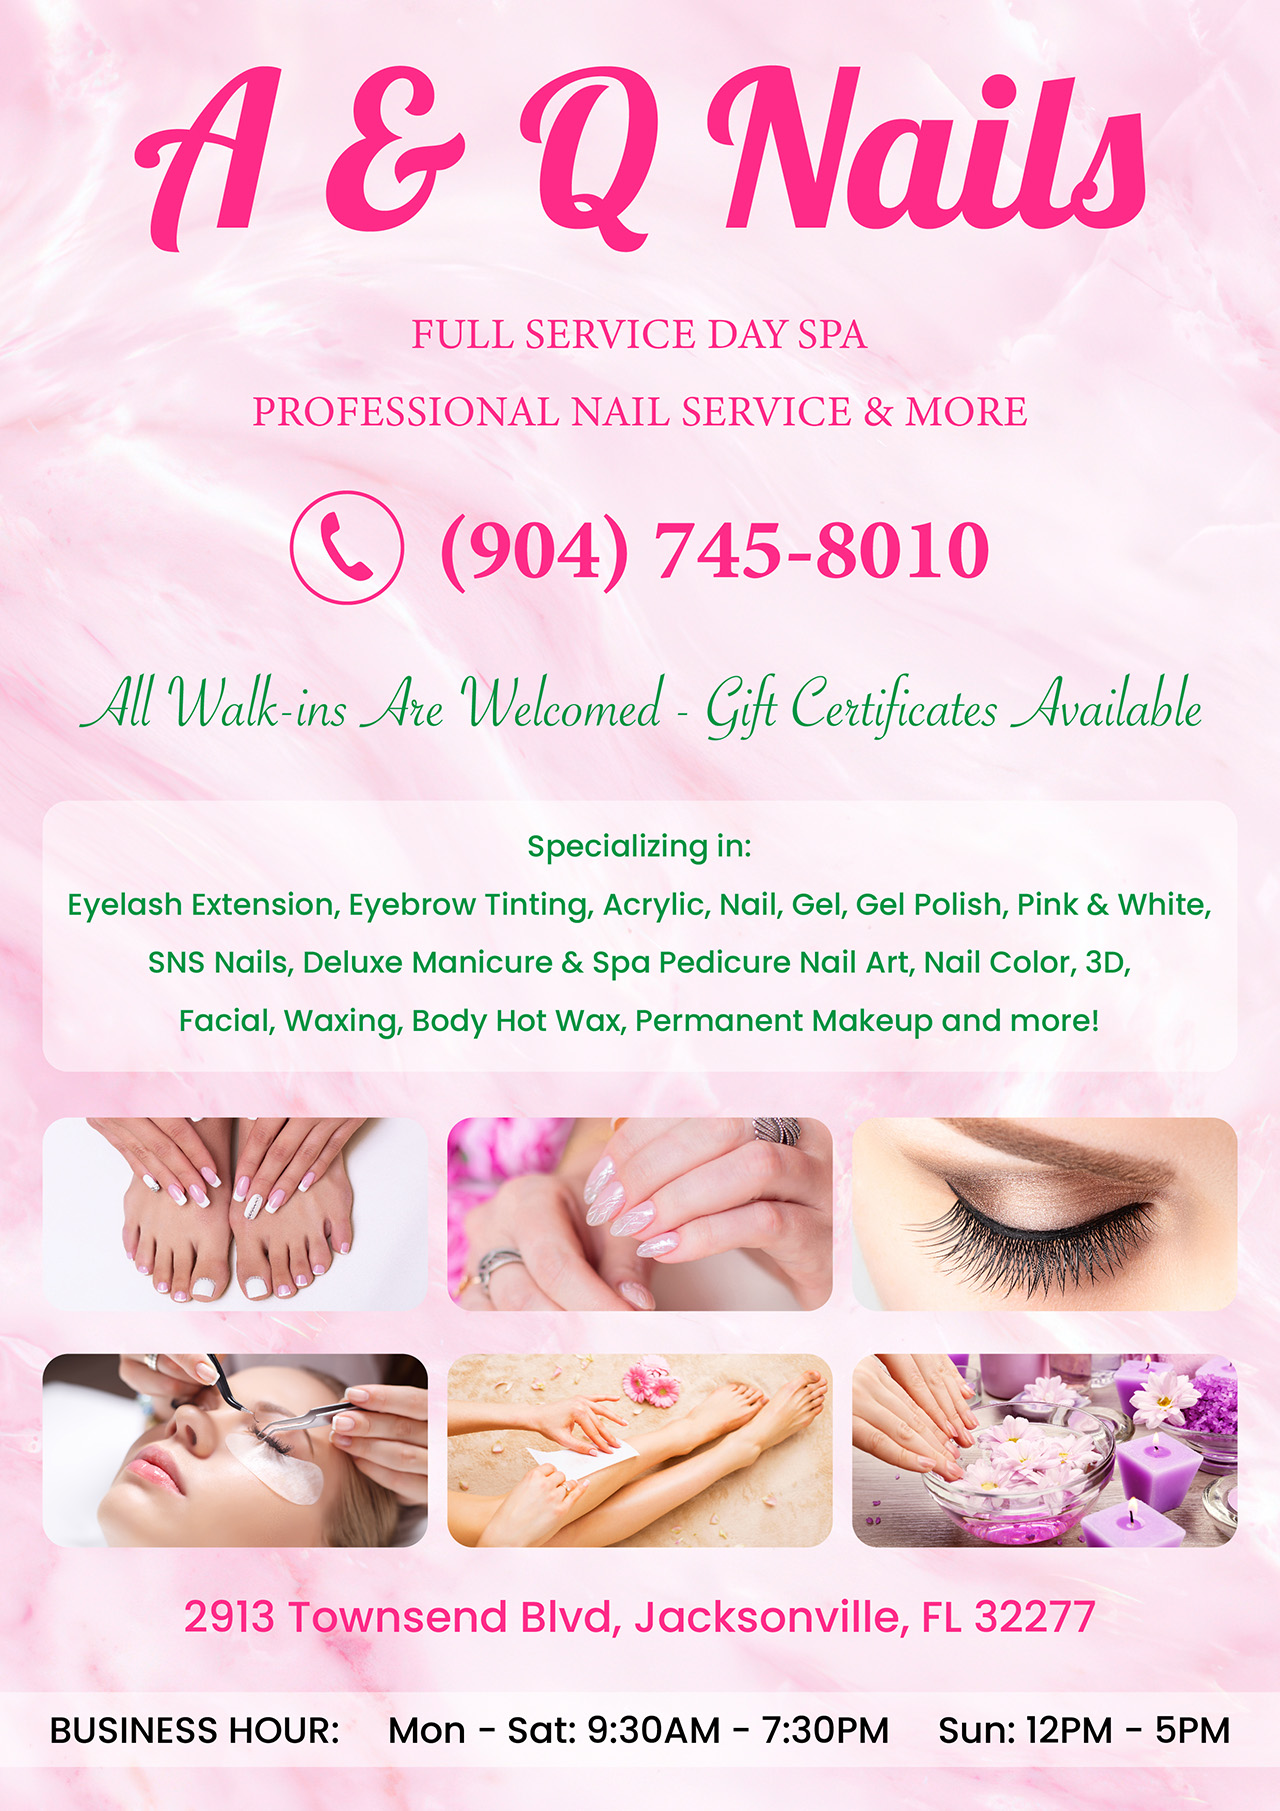 A & Q Nails
FULL SERVICE DAY SPA
PROFESSIONAL NAIL SERVICE & MORE
(904) 745-8010
All Walk-ins Are Welcomed - Gift Certificates Available
Specializing in:
Eyelash Extension, Eyebrow Tinting, Acrylic, Nail, Gel, Gel Polish, Pink & White,
SNS Nails, Deluxe Manicure & Spa Pedicure Nail Art, Nail Color, 3D,
Facial, Waxing, Body Hot Wax, Permanent Makeup and more!
2913 Townsend Blvd, Jacksonville, FL 32277
BUSINESS HOUR: Mon - Sat: 9:30AM - 7:30PM Sun: 12PM - 5PM